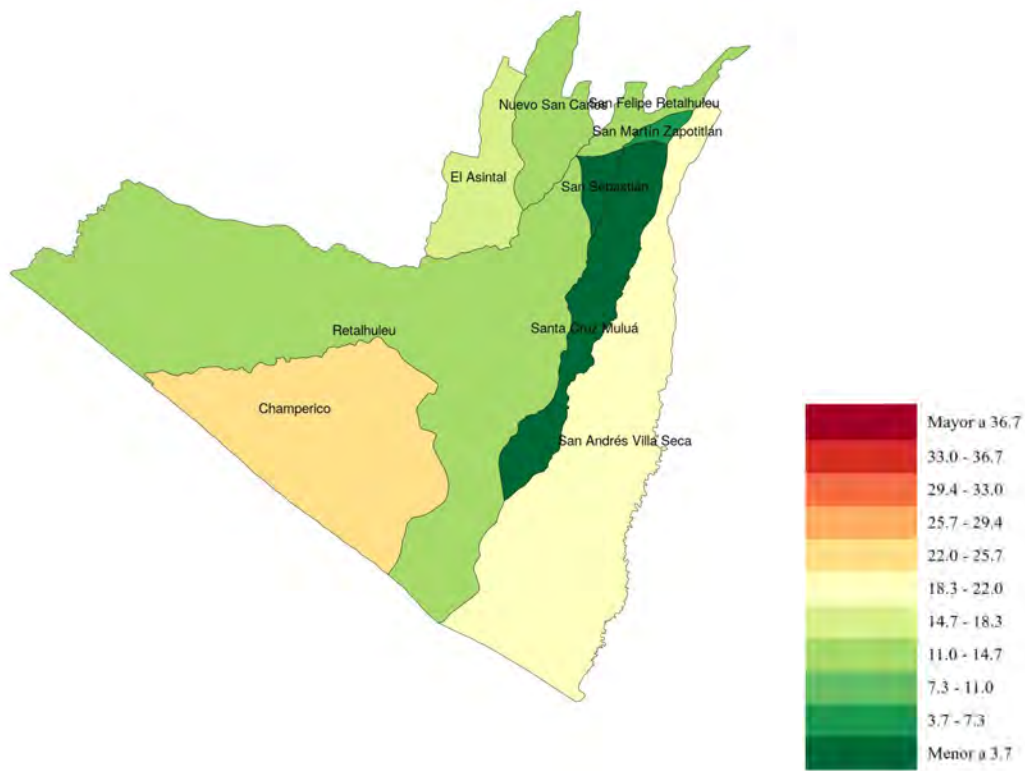 Nuevo San Carlos
San Felipe Retalhuleu
San Martín Zapotitlán
El Asintal
San Sebastián
Retalhuleu
Santa Cruz Muluá
Champerico
San Andrés Villa Seca
Mayor a 36.7
33.0 - 36.7
29.4 - 33.0
25.7 - 29.4
22.0 - 25.7
18.3 - 22.0
14.7 - 18.3
11.0 - 14.7
7.3 - 11.0
3.7 - 7.3
Menor a 3.7